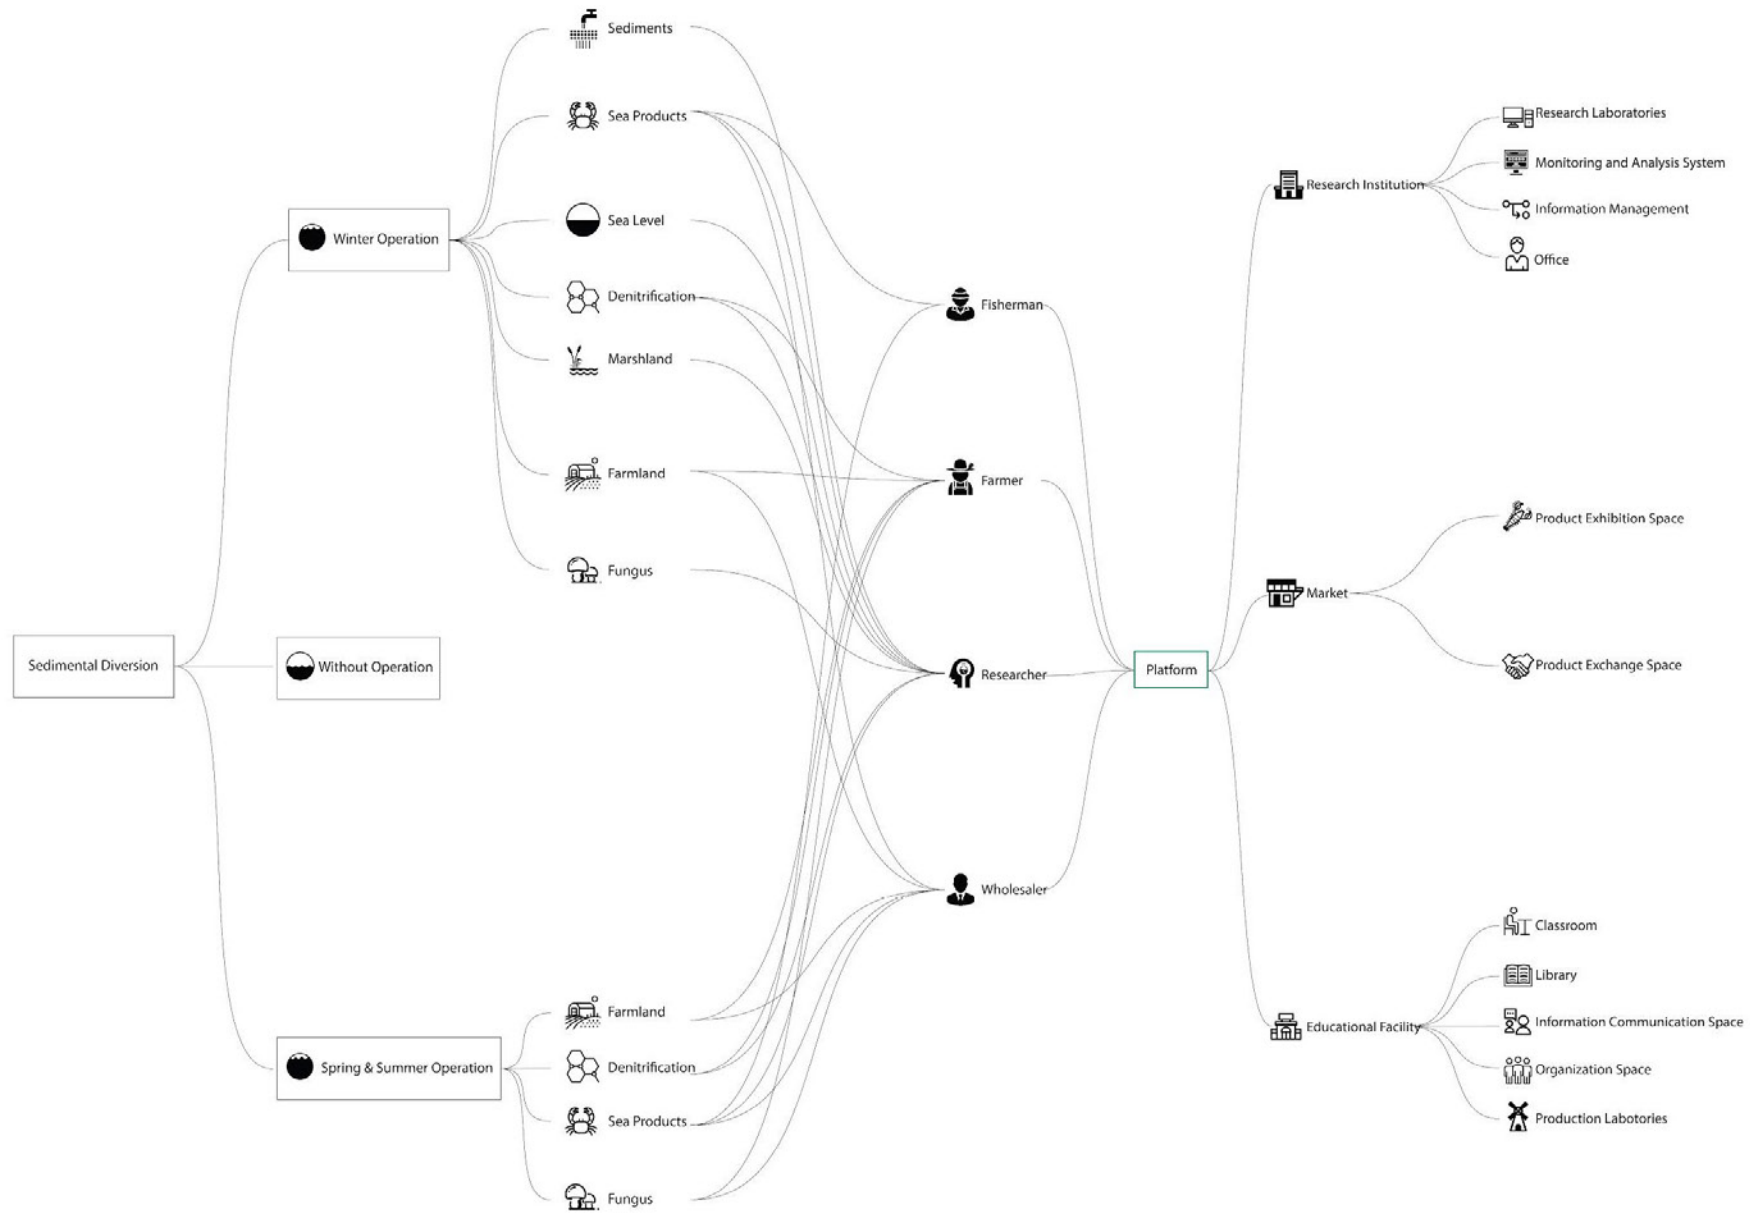 Sedimental Diversion
Winter Operation
Without Operation
Spring & Summer Operation
Sediments
Sea Products
Sea Level
Denitrification
Marshland
Farmland
Fungus
Farmland
Denitrification
Sea Products
Fungus
Fisherman
Farmer
Researcher
Wholesaler
Platform
Research Institution
Market
Educational Facility
Research Laboratories
Monitoring and Analysis System
Information Management
Office
Product Exhibition Space
Product Exchange Space
Classroom
Library
Information Communication Space
Organization Space
Production Labotories